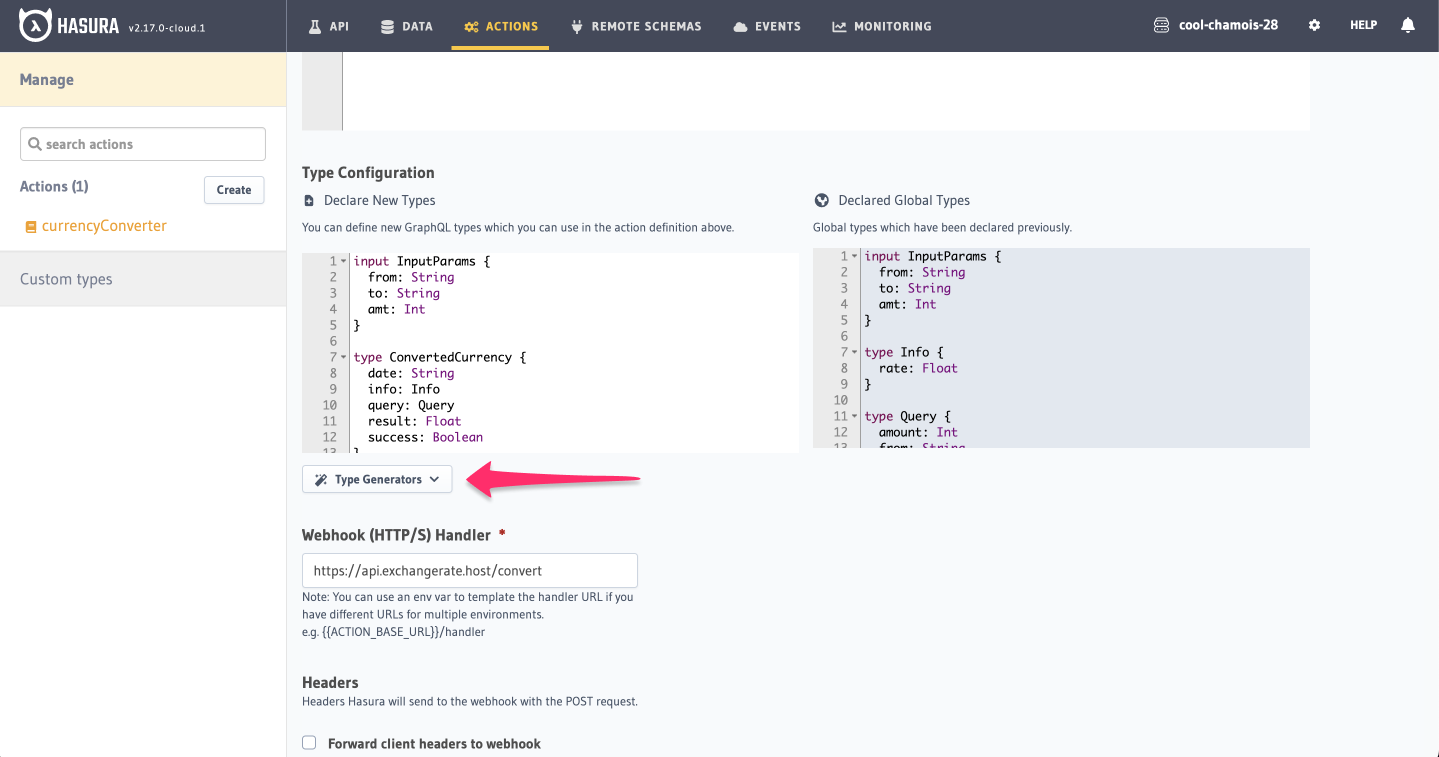 HASURA v2.17.0-cloud.1
API DATA ACTIONS REMOTE SCHEMAS EVENTS MONITORING cool-chamois-28 HELP
Manage
search actions
Actions (1) Create
currencyConverter
Custom types
Type Configuration
Declare New Types
You can define new GraphQL types which you can use in the action definition above.
1 input InputParams {
2 from: String
3 to: String
4 amt: Int
5 }
6
7 type ConvertedCurrency {
8 date: String
9 info: Info
10 query: Query
11 result: Float
12 success: Boolean
13 }
Declared Global Types
Global types which have been declared previously.
1 input InputParams {
2 from: String
3 to: String
4 amt: Int
5 }
6
7 type Info {
8 rate: Float
9 }
10
11 type Query {
12 amount: Int
13 from: String
Type Generators
Webhook (HTTP/S) Handler *
https://api.exchangerate.host/convert
Note: You can use an env var to template the handler URL if you
have different URLs for multiple environments.
e.g. {{ACTION_BASE_URL}}/handler
Headers
Headers Hasura will send to the webhook with the POST request.
Forward client headers to webhook